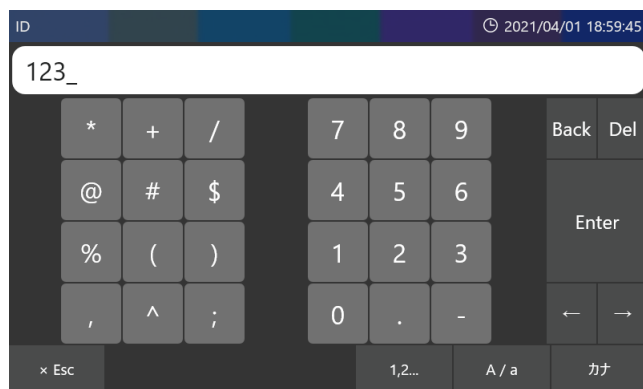 ID 2021/04/01 18:59:45
123_
* + / 7 8 9 Back Del
@ # $ 4 5 6
Enter
% ( ) 1 2 3
, ^ ; 0 . - ← →
× Esc 1,2... A / a カナ